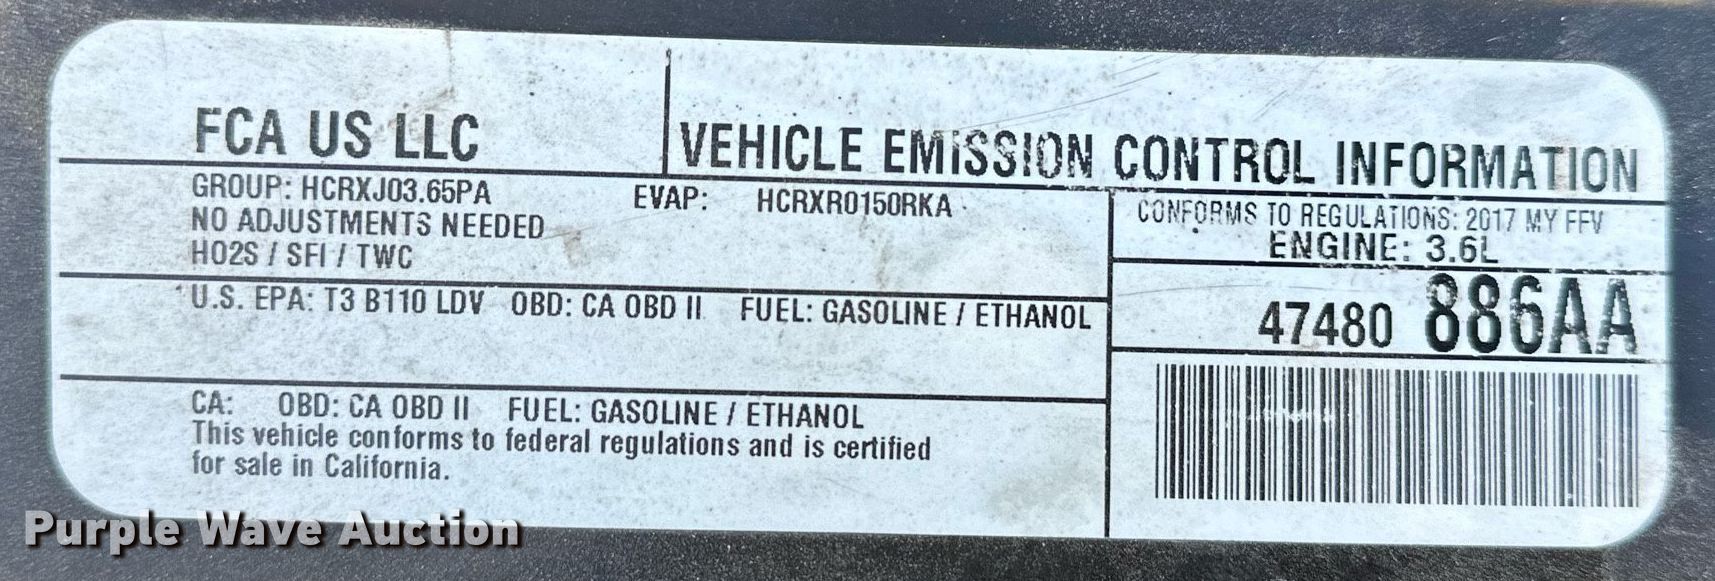 FCA US LLC
VEHICLE EMISSION CONTROL INFORMATION
GROUP: HCRXJ03.65PA EVAP: HCRXR0150RKA
NO ADJUSTMENTS NEEDED
HO2S / SFI / TWC
CONFORMS TO REGULATIONS: 2017 MY FFV
ENGINE: 3.6L
U.S. EPA: T3 B110 LDV OBD: CA OBD II FUEL: GASOLINE / ETHANOL
47480 886AA
CA: OBD: CA OBD II FUEL: GASOLINE / ETHANOL
This vehicle conforms to federal regulations and is certified
for sale in California.
Purple Wave Auction